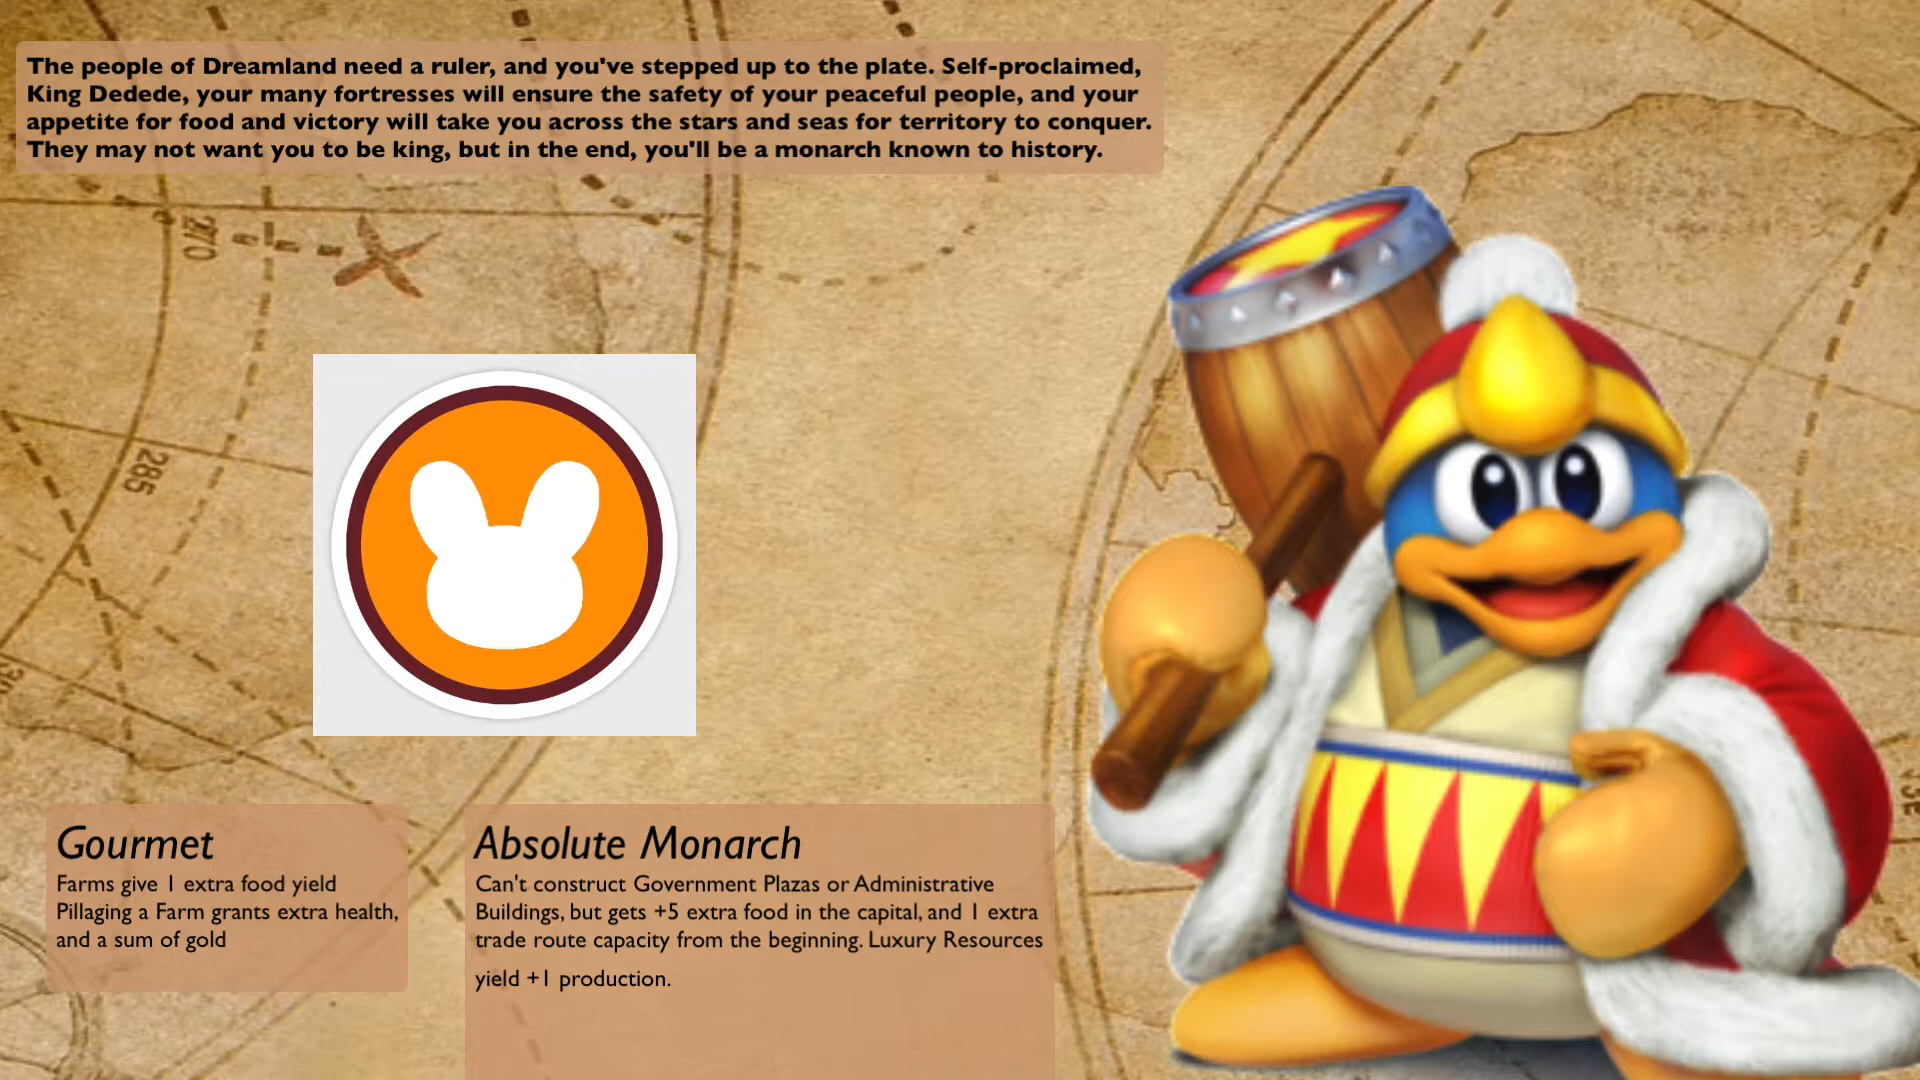 The people of Dreamland need a ruler, and you've stepped up to the plate. Self-proclaimed,
King Dedede, your many fortresses will ensure the safety of your peaceful people, and your
appetite for food and victory will take you across the stars and seas for territory to conquer.
They may not want you to be king, but in the end, you'll be a monarch known to history.
270
285
Gourmet
Farms give 1 extra food yield
Pillaging a Farm grants extra health,
and a sum of gold
Absolute Monarch
Can't construct Government Plazas or Administrative
Buildings, but gets +5 extra food in the capital, and 1 extra
trade route capacity from the beginning. Luxury Resources
yield +1 production.